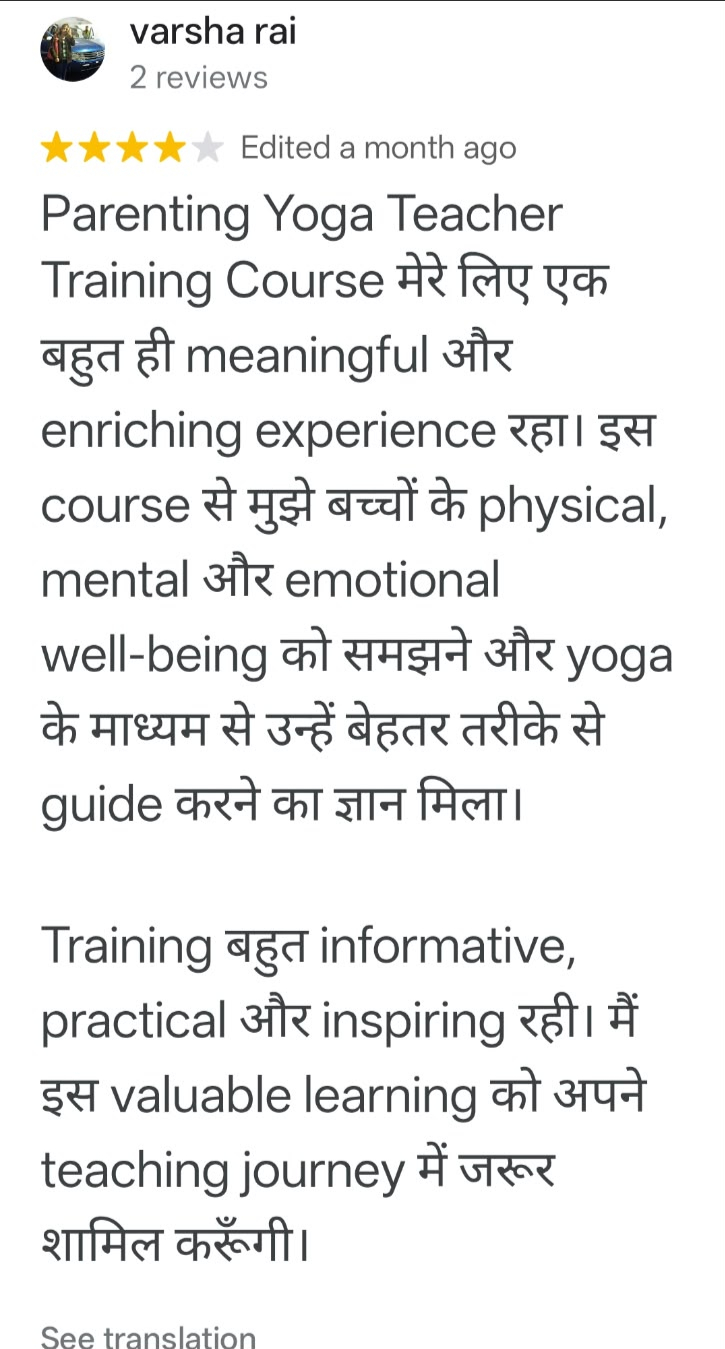 varsha rai
2 reviews
Edited a month ago
Parenting Yoga Teacher
Training Course मेरे लिए एक
बहुत ही meaningful और
enriching experience रहा। इस
course से मुझे बच्चों के physical,
mental और emotional
well-being को समझने और yoga
के माध्यम से उन्हें बेहतर तरीके से
guide करने का ज्ञान मिला।
Training बहुत informative,
practical और inspiring रही। मैं
इस valuable learning को अपने
teaching journey में जरूर
शामिल करूँगी।
See translation